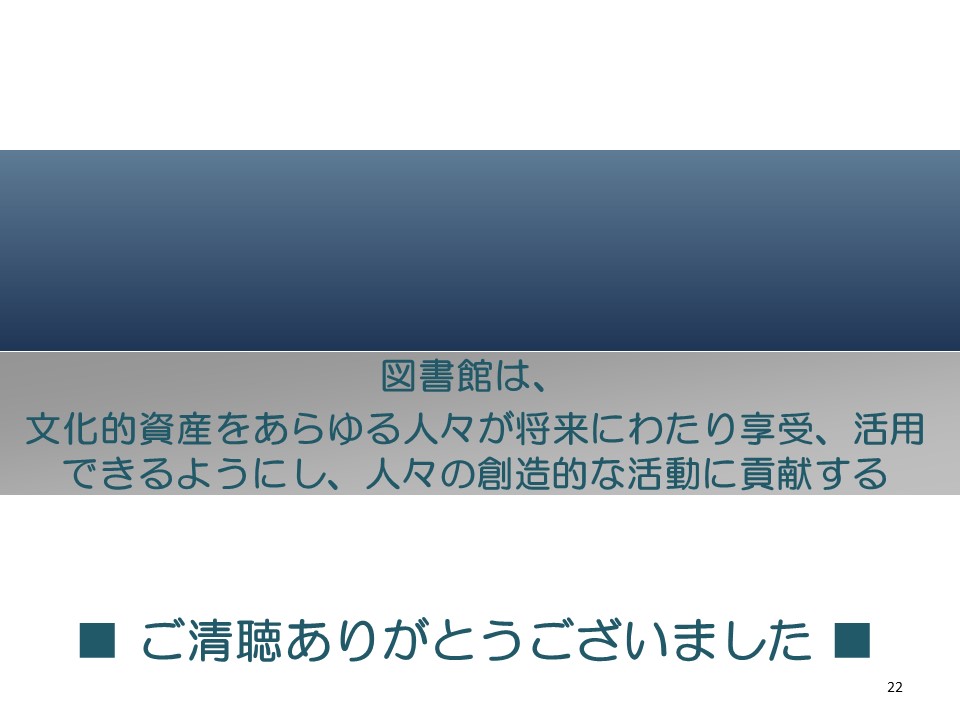 図書館は、
文化的資産をあらゆる人々が将来にわたり享受、活用
できるようにし、人々の創造的な活動に貢献する
■ ご清聴ありがとうございました ■
22